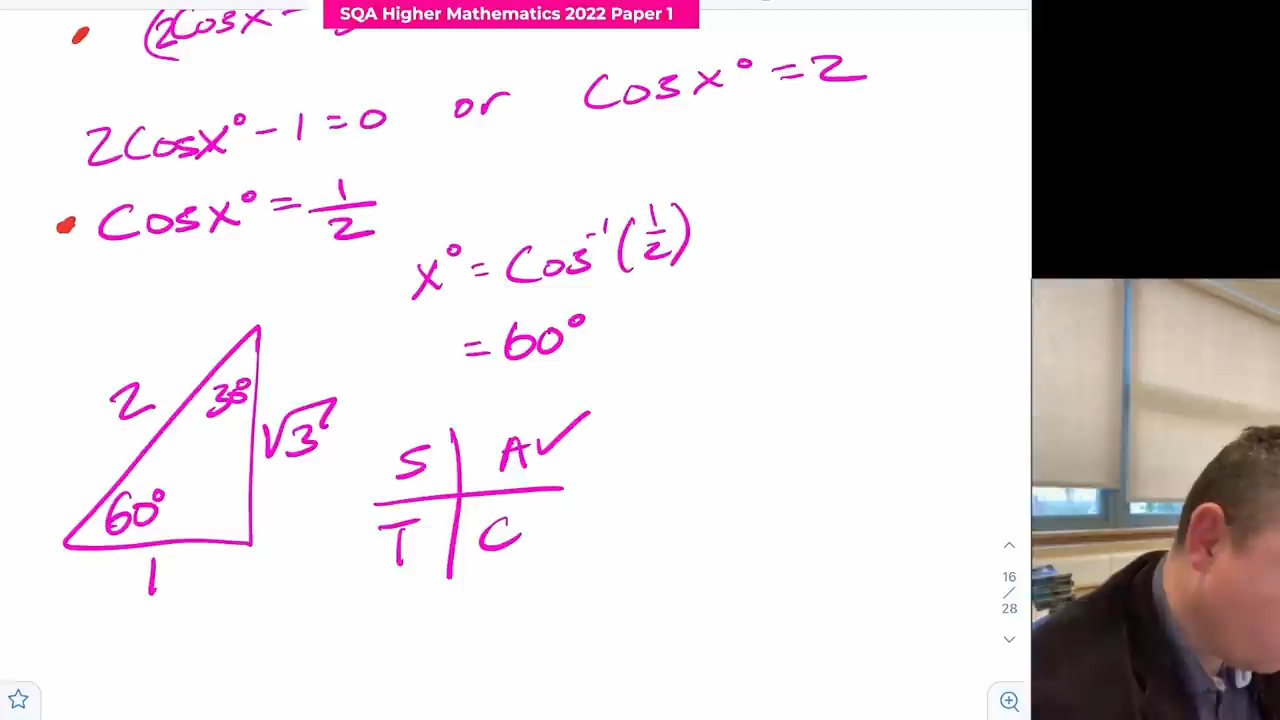 SQA Higher Mathematics 2022 Paper 1
(2Cosx
2Cosx° - 1 = 0 or Cosx° = 2
Cosx° = 1/2
x° = Cos⁻¹(1/2)
= 60°
2 30° √3
60°
1
S A✓
T C
16
/
28